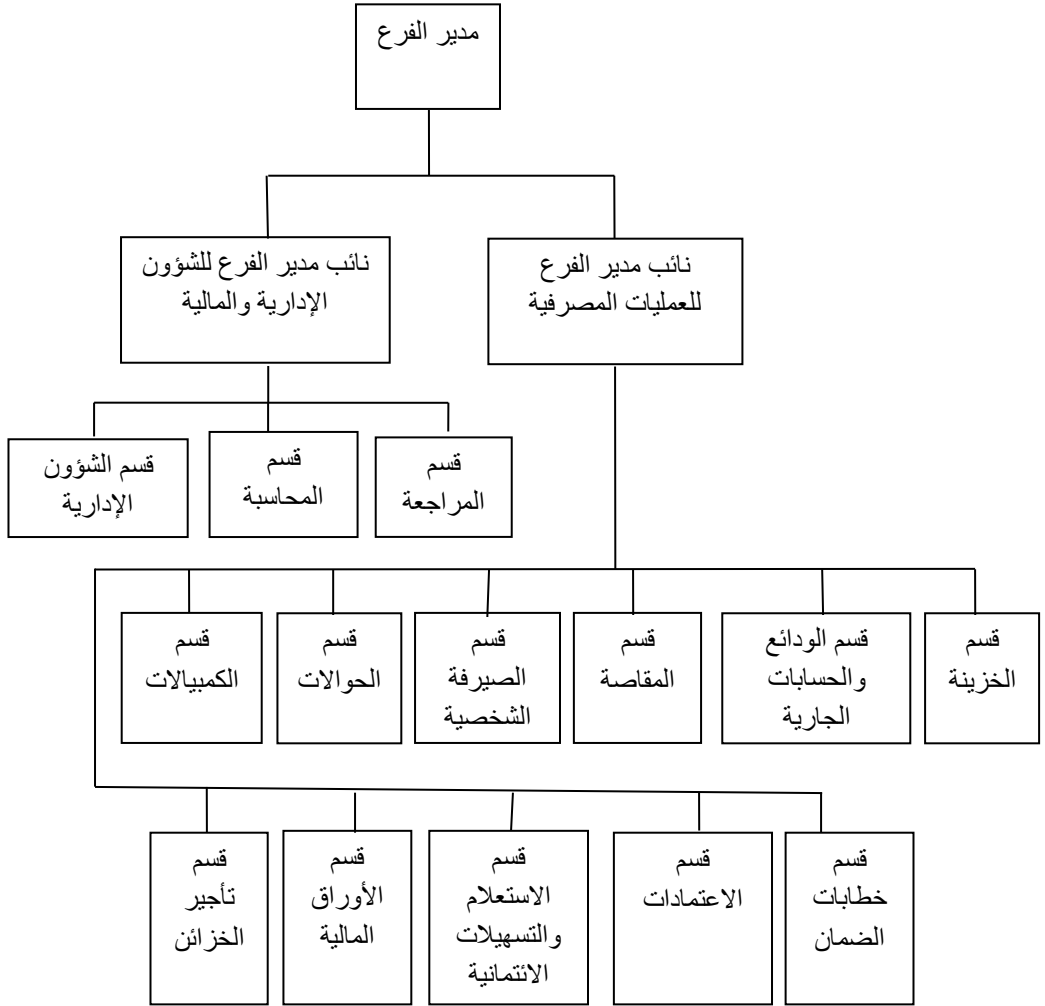 مدير الفرع
نائب مدير الفرع
للعمليات المصرفية
نائب مدير الفرع للشؤون
الإدارية والمالية
قسم
المراجعة
قسم
المحاسبة
قسم الشؤون
الإدارية
قسم
الخزينة
قسم الودائع
والحسابات
الجارية
قسم
المقاصة
قسم
الصيرفة
الشخصية
قسم
الحوالات
قسم
الكمبيالات
قسم
خطابات
الضمان
قسم
الاعتمادات
قسم
الاستعلام
والتسهيلات
الائتمانية
قسم
الأوراق
المالية
قسم
تأجير
الخزائن